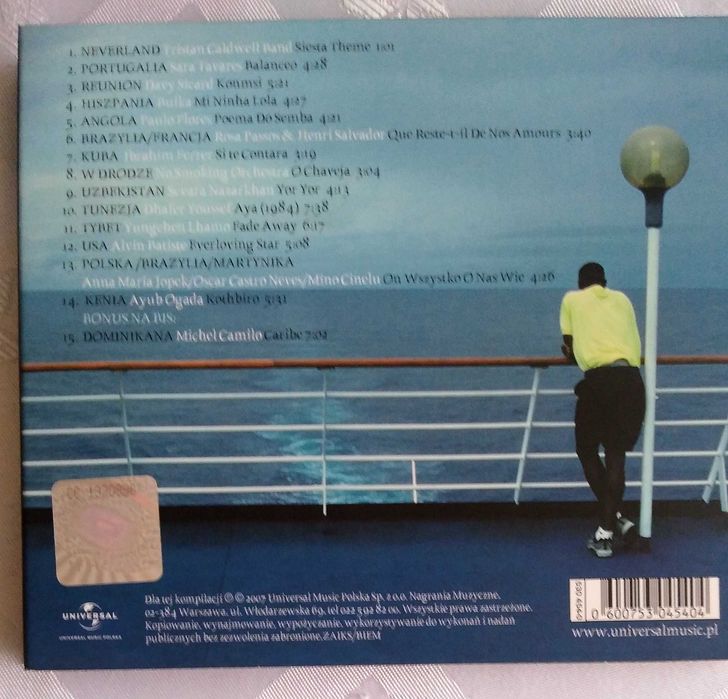 1. NEVERLAND Tristan Caldwell Band Siesta Theme 1:01
2. PORTUGALIA Sara Tavares Balancee 4:28
3. REUNION Davy Sicard Konmsi 5:21
4. HISZPANIA Buika Mi Ninha Lola 4:27
5. ANGOLA Paulo Flores Poema Do Semba 4:21
6. BRAZYLIA/FRANCJA Rosa Passos & Henri Salvador Que Reste-t-il De Nos Amours 3:40
7. KUBA Ibrahim Ferrer Si te Contara 3:19
8. W DRODZE No Smoking Orchestra O Chaveja 3:04
9. UZBEKISTAN Sevara Nazarkhan Yor Yor 4:13
10. TUNEZJA Dhafer Youssef Aya (1984) 7:38
11. TYBET Yungchen Lhamo Fade Away 6:17
12. USA Alvin Batiste Everloving Star 5:08
13. POLSKA/BRAZYLIA/MARTYNIKA
Anna Maria Jopek/Oscar Castro Neves/Mino Cinelu On Wszystko O Nas Wie 4:26
14. KENIA Ayub Ogada Kothbiro 5:31
BONUS NA BIS:
15. DOMINIKANA Michel Camilo Caribe 7:02
Dla tej kompilacji ℗ © 2007 Universal Music Polska Sp. z o.o. Nagrania Muzyczne.
02-384 Warszawa, ul. Włodarzewska 69, tel 022 592 82 00. Wszystkie prawa zastrzeżone.
Kopiowanie, wynajmowanie, wypożyczanie, wykorzystywanie do wykonań i nadań
publicznych bez zezwolenia zabronione.ZAIKS/BIEM
UNIVERSAL
UNIVERSAL MUSIC POLSKA
530 454-0
0 600753 045404
www.universalmusic.pl